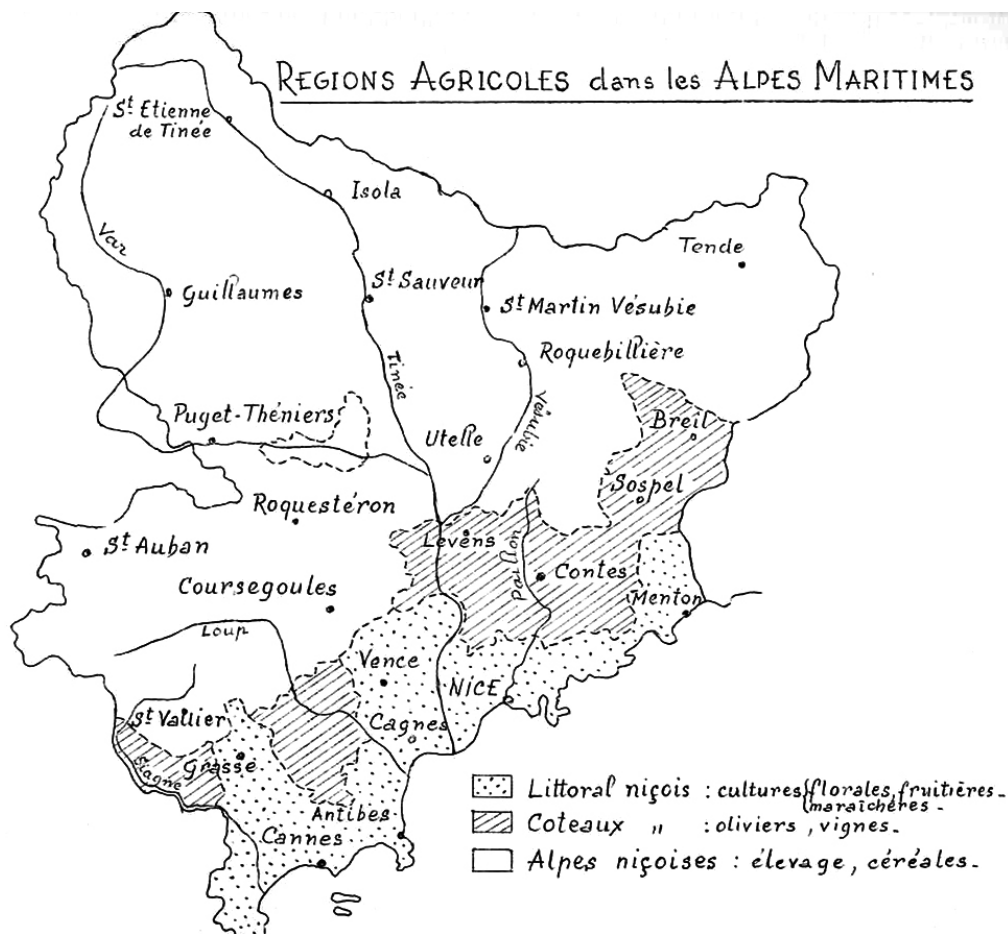 REGIONS AGRICOLES dans les ALPES MARITIMES
St Etienne
de Tinée
Isola
Var
Tende
Guillaumes
St Sauveur
St Martin Vésubie
Roquebillière
Tinée
Vésubie
Puget-Théniers
Utelle
Breil
Sospel
Roquestéron
Levens
St Auban
Paillon
Contes
Coursegoules
Menton
Loup
Vence
NICE
St Vallier
Cagnes
Siagne
Grasse
Antibes
Cannes
Littoral niçois : cultures florales, fruitières -
maraîchères -
Coteaux " : oliviers, vignes -
Alpes niçoises : élevage, céréales -